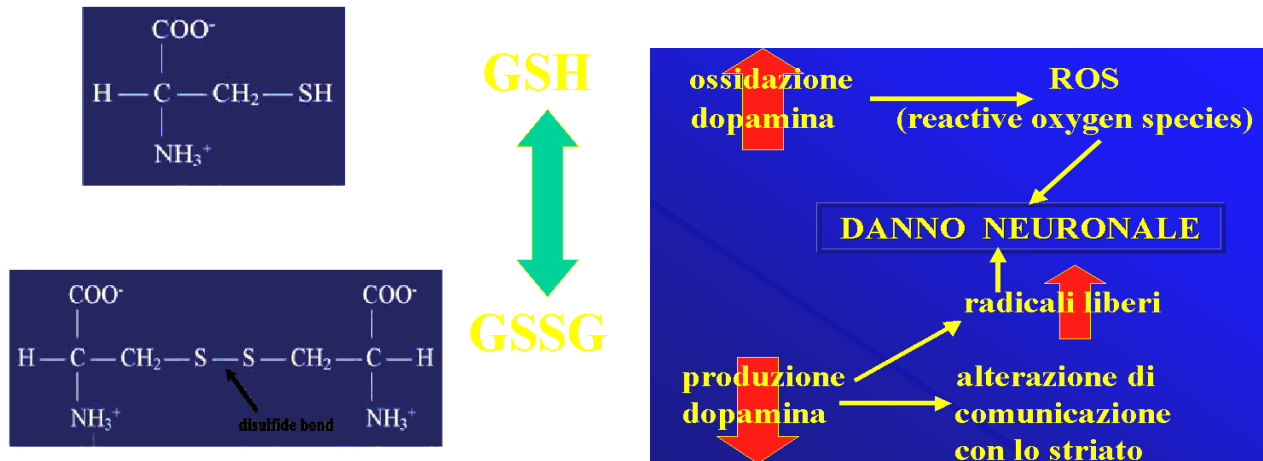 COO⁻
H — C — CH₂ — SH
NH₃⁺
GSH
GSSG
COO⁻ COO⁻
H — C — CH₂ — S — S — CH₂ — C — H
NH₃⁺ NH₃⁺
disulfide bond
ossidazione
dopamina
ROS
(reactive oxygen species)
DANNO NEURONALE
radicali liberi
produzione
dopamina
alterazione di
comunicazione
con lo striato